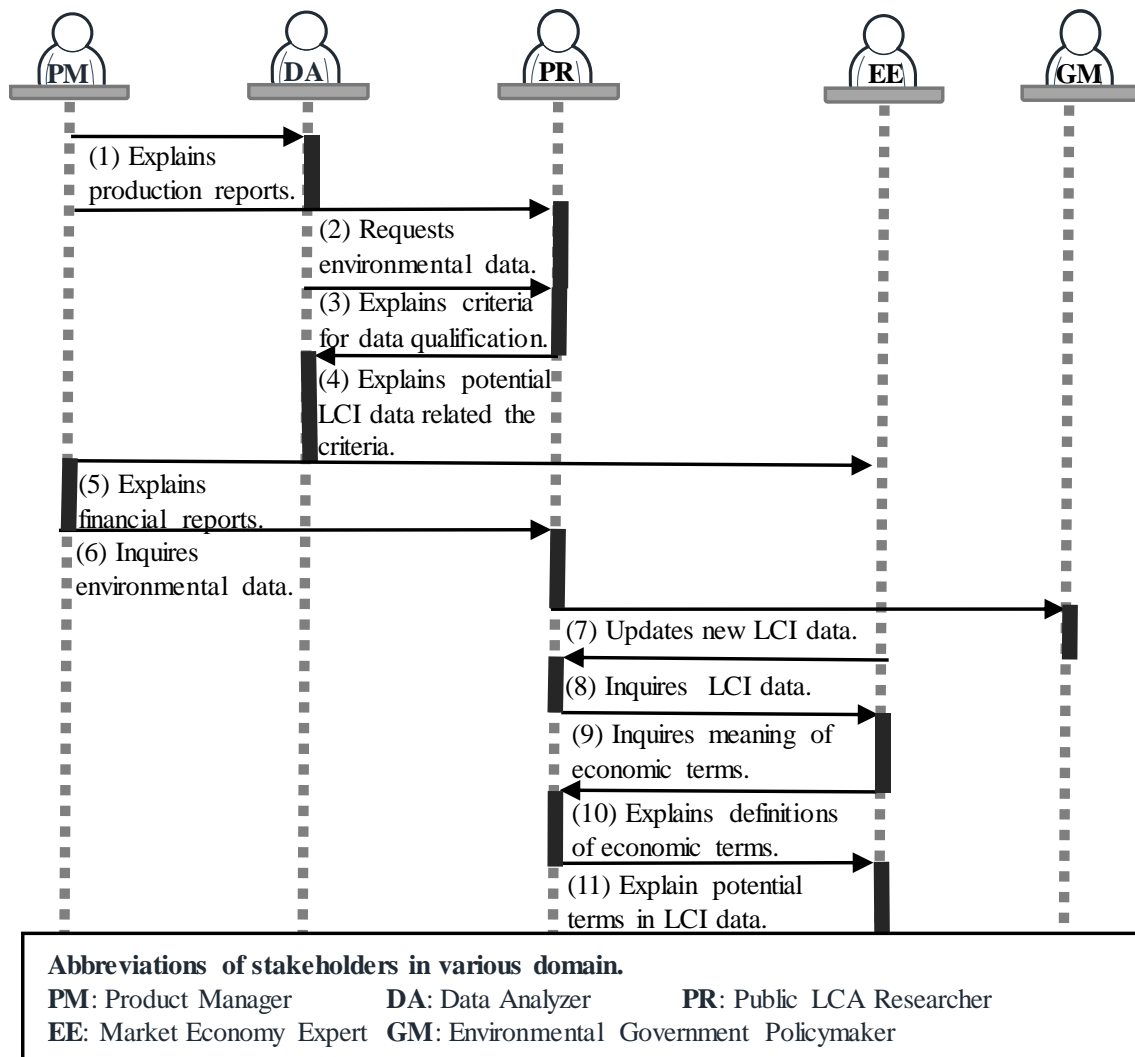 PM DA PR EE GM
(1) Explains
production reports.
(2) Requests
environmental data.
(3) Explains criteria
for data qualification.
(4) Explains potential
LCI data related the
criteria.
(5) Explains
financial reports.
(6) Inquires
environmental data.
(7) Updates new LCI data.
(8) Inquires LCI data.
(9) Inquires meaning of
economic terms.
(10) Explains definitions
of economic terms.
(11) Explain potential
terms in LCI data.
Abbreviations of stakeholders in various domain.
PM: Product Manager DA: Data Analyzer PR: Public LCA Researcher
EE: Market Economy Expert GM: Environmental Government Policymaker